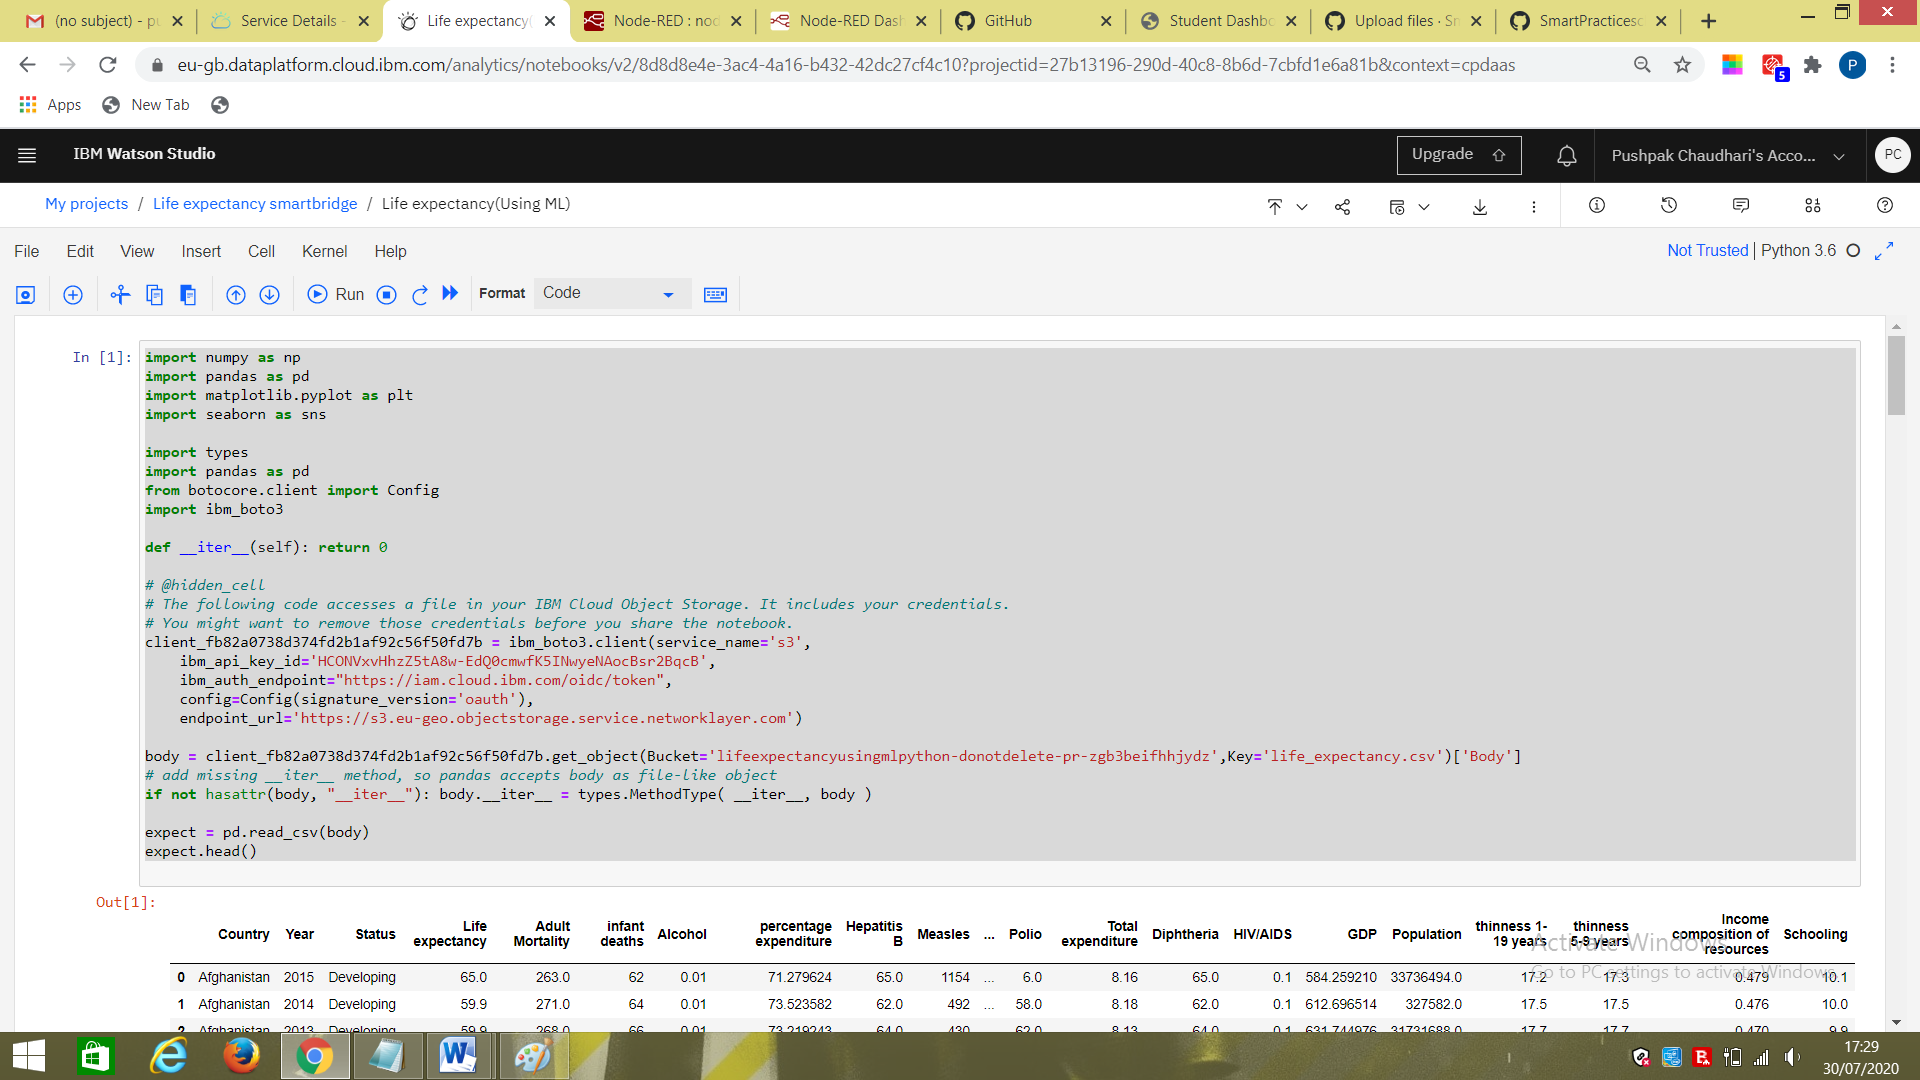 (no subject) - pu
Service Details -
Life expectancy(
Node-RED : nod
Node-RED Dash
GitHub
Student Dashbo
Upload files · Sm
SmartPracticesc
eu-gb.dataplatform.cloud.ibm.com/analytics/notebooks/v2/8d8d8e4e-3ac4-4a16-b432-42dc27cf4c10?projectid=27b13196-290d-40c8-8b6d-7cbfd1e6a81b&context=cpdaas
5
P
Apps
New Tab
IBM Watson Studio
Upgrade
Pushpak Chaudhari's Acco...
PC
My projects / Life expectancy smartbridge / Life expectancy(Using ML)
File Edit View Insert Cell Kernel Help
Not Trusted | Python 3.6
Run
Format
Code
In [1]:
import numpy as np
import pandas as pd
import matplotlib.pyplot as plt
import seaborn as sns
import types
import pandas as pd
from botocore.client import Config
import ibm_boto3
def __iter__(self): return 0
# @hidden_cell
# The following code accesses a file in your IBM Cloud Object Storage. It includes your credentials.
# You might want to remove those credentials before you share the notebook.
client_fb82a0738d374fd2b1af92c56f50fd7b = ibm_boto3.client(service_name='s3',
ibm_api_key_id='HCONVxvHhzZ5tA8w-EdQ0cmwfK5INwyeNAocBsr2BqcB',
ibm_auth_endpoint="https://iam.cloud.ibm.com/oidc/token",
config=Config(signature_version='oauth'),
endpoint_url='https://s3.eu-geo.objectstorage.service.networklayer.com')
body = client_fb82a0738d374fd2b1af92c56f50fd7b.get_object(Bucket='lifeexpectancyusingmlpython-donotdelete-pr-zgb3beifhhjydz',Key='life_expectancy.csv')['Body']
# add missing __iter__ method, so pandas accepts body as file-like object
if not hasattr(body, "__iter__"): body.__iter__ = types.MethodType( __iter__, body )
expect = pd.read_csv(body)
expect.head()
Out[1]:
Country Year Status Life expectancy Adult Mortality infant deaths Alcohol percentage expenditure Hepatitis B Measles ... Polio Total expenditure Diphtheria HIV/AIDS GDP Population thinness 1-19 years thinness 5-9 years Income composition of resources Schooling
0 Afghanistan 2015 Developing 65.0 263.0 62 0.01 71.279624 65.0 1154 ... 6.0 8.16 65.0 0.1 584.259210 33736494.0 17.2 17.3 0.479 10.1
1 Afghanistan 2014 Developing 59.9 271.0 64 0.01 73.523582 62.0 492 ... 58.0 8.18 62.0 0.1 612.696514 327582.0 17.5 17.5 0.476 10.0
2 Afghanistan 2013 Developing 59.9 268.0 66 0.01 73.219243 64.0 430 ... 62.0 8.13 64.0 0.1 631.744976 31731688.0 17.7 17.7 0.470 9.9
Activate Windows
Go to PC settings to activate Windows.
17:29
30/07/2020